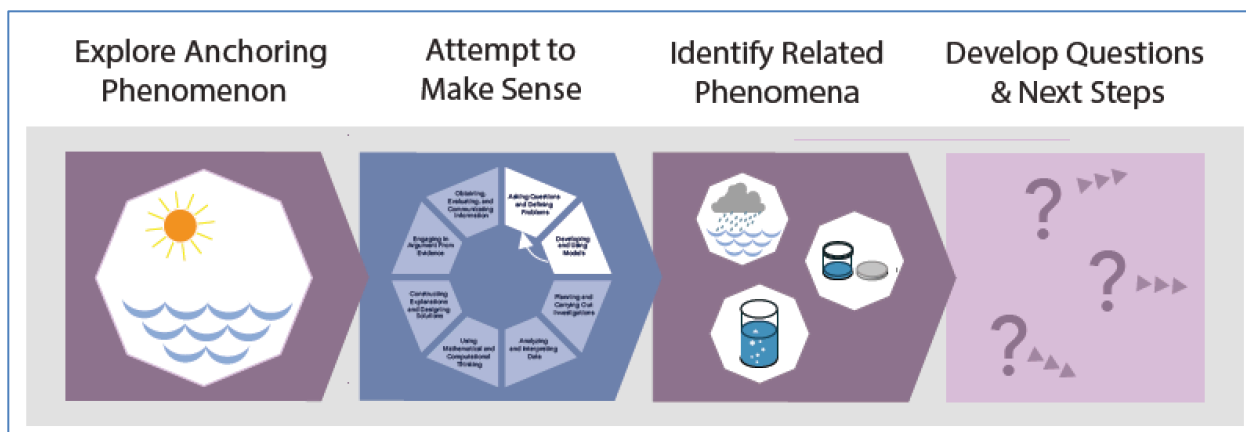 Explore Anchoring
Phenomenon
Attempt to
Make Sense
Identify Related
Phenomena
Develop Questions
& Next Steps
Obtaining,
Evaluating, and
Communicating
Information
Asking Questions
and Defining
Problems
Engaging in
Argument From
Evidence
Developing
and Using
Models
Constructing
Explanations
and Designing
Solutions
Planning and
Carrying Out
Investigations
Using
Mathematical and
Computational
Thinking
Analyzing
and Interpreting
Data
?
?
?